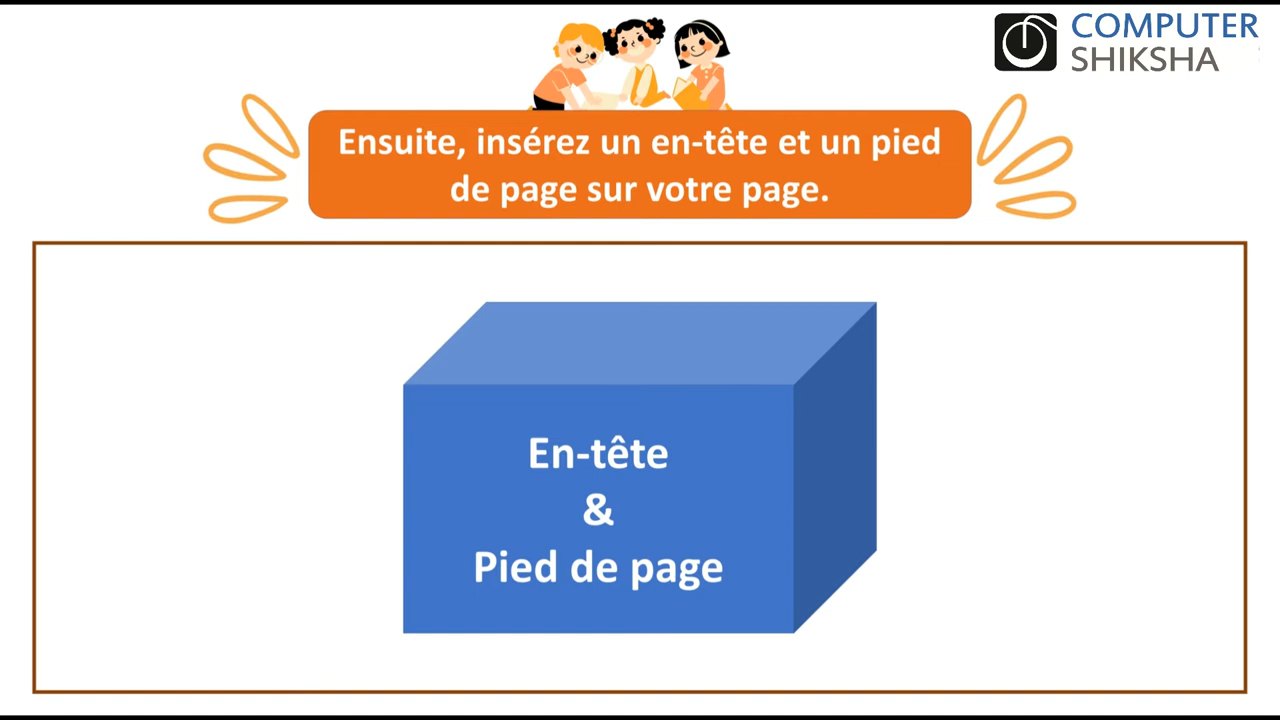 COMPUTER
SHIKSHA
Ensuite, insérez un en-tête et un pied
de page sur votre page.
En-tête
&
Pied de page